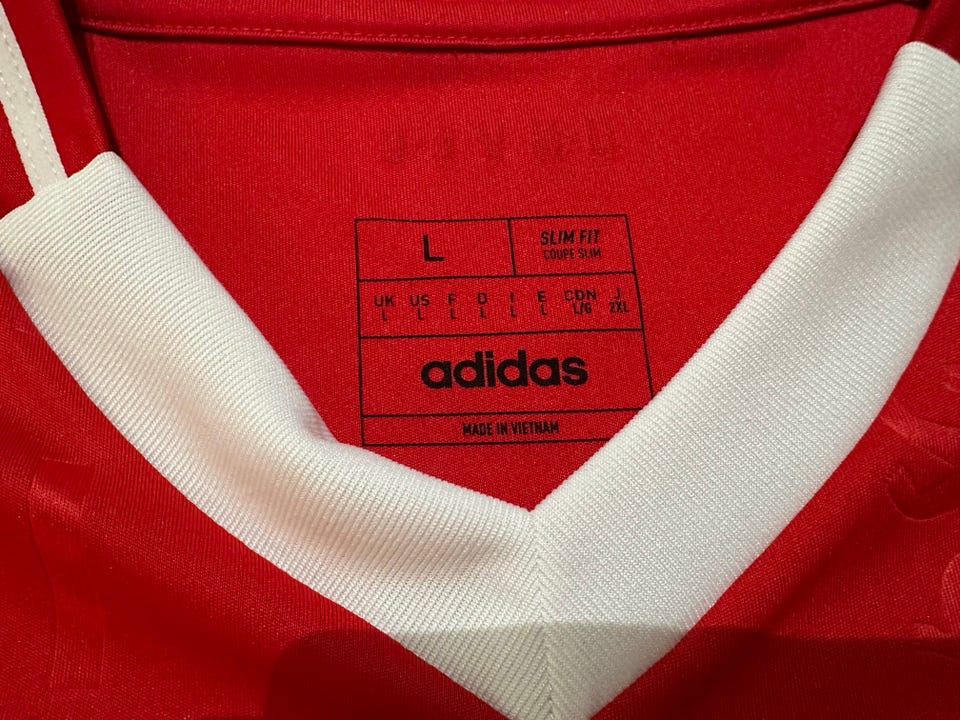 L
SLIM FIT
COUPE SLIM
UK US F D I E CDN J
L L L L L L L/G 2XL
adidas
MADE IN VIETNAM